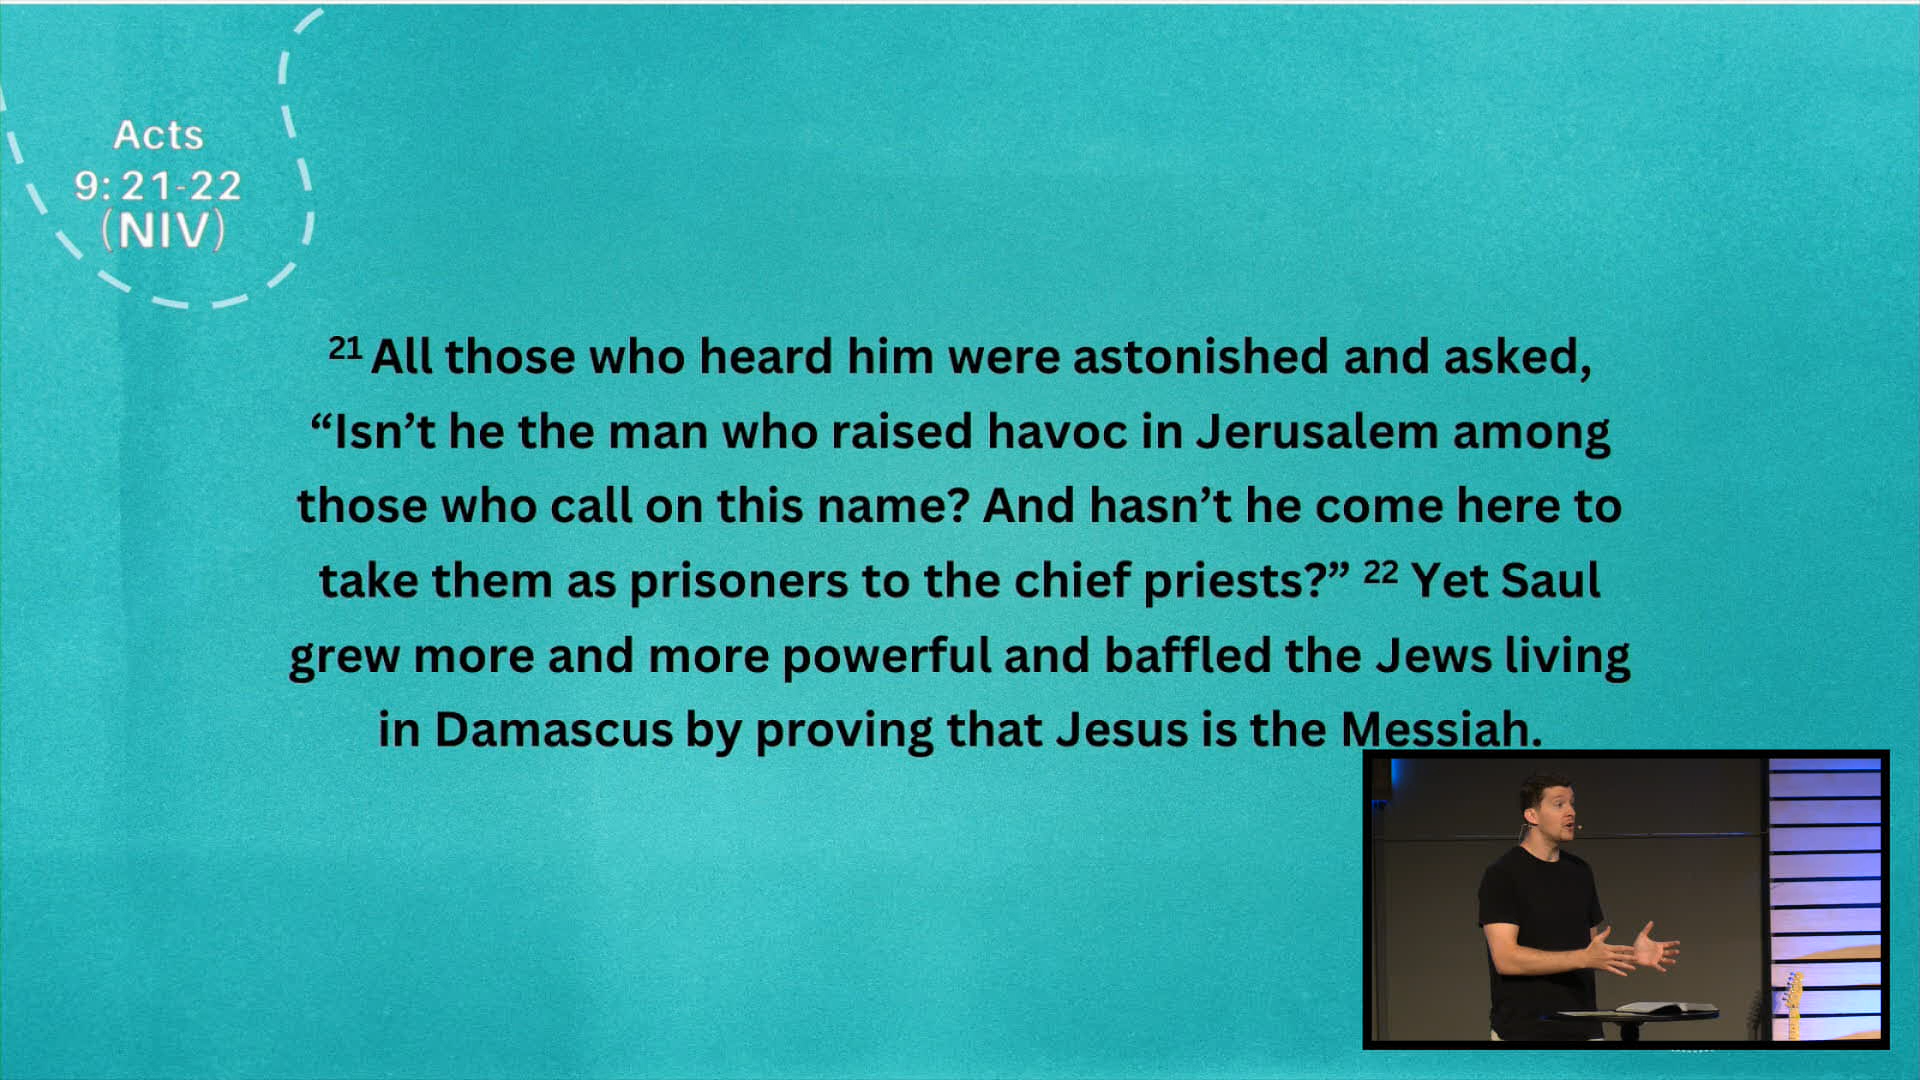 Acts
9:21-22
(NIV)
21 All those who heard him were astonished and asked,
“Isn’t he the man who raised havoc in Jerusalem among
those who call on this name? And hasn’t he come here to
take them as prisoners to the chief priests?” 22 Yet Saul
grew more and more powerful and baffled the Jews living
in Damascus by proving that Jesus is the Messiah.